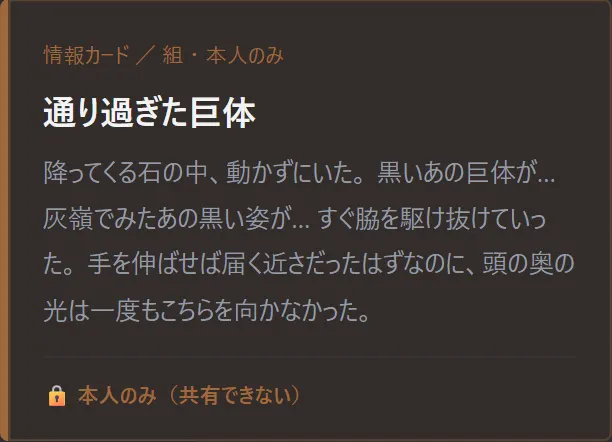 情報カード ／ 組 · 本人のみ
通り過ぎた巨体
降ってくる石の中、動かずにいた。黒いあの巨体が…
灰嶺でみたあの黒い姿が… すぐ脇を駆け抜けていっ
た。手を伸ばせば届く近さだったはずなのに、頭の奥の
光は一度もこちらを向かなかった。
🔒 本人のみ（共有できない）